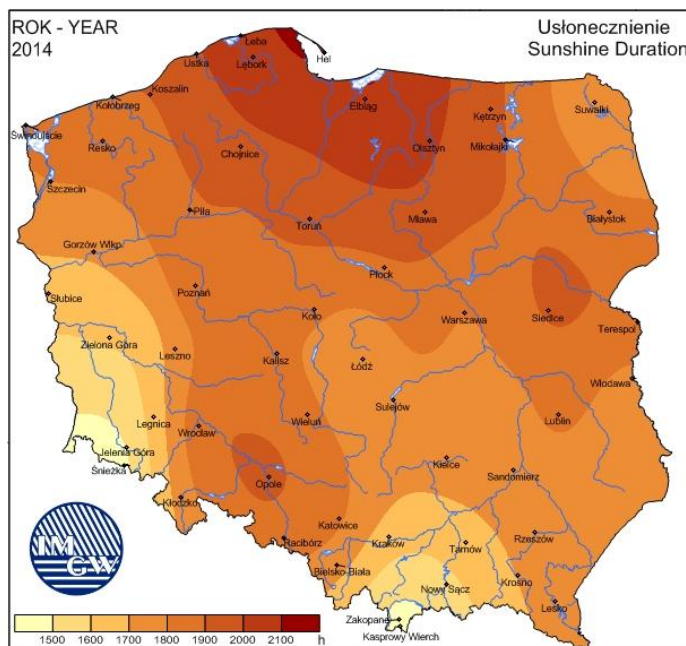 ROK - YEAR
2014
Usłonecznienie
Sunshine Duration
Łeba
Ustka
Lębork
Hel
Koszalin
Kołobrzeg
Elbląg
Kętrzyn
Suwałki
Świnoujście
Resko
Chojnice
Olsztyn
Mikołajki
Szczecin
Piła
Toruń
Mława
Białystok
Gorzów Wlkp.
Płock
Słubice
Poznań
Koło
Warszawa
Siedlce
Terespol
Zielona Góra
Leszno
Kalisz
Łódź
Włodawa
Sulejów
Legnica
Wrocław
Wieluń
Lublin
Jelenia Góra
Śnieżka
Opole
Kielce
Sandomierz
Kłodzko
Katowice
Racibórz
Kraków
Tarnów
Rzeszów
Bielsko-Biała
Nowy Sącz
Krosno
Lesko
Zakopane
Kasprowy Wierch
IM
GW
1500 1600 1700 1800 1900 2000 2100 h